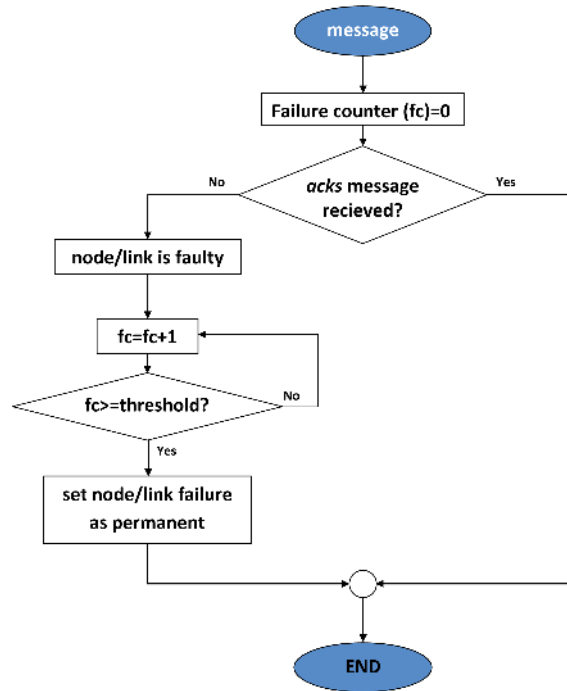 message
Failure counter (fc)=0
acks message
recieved?
No
Yes
node/link is faulty
fc=fc+1
fc>=threshold?
No
Yes
set node/link failure
as permanent
END